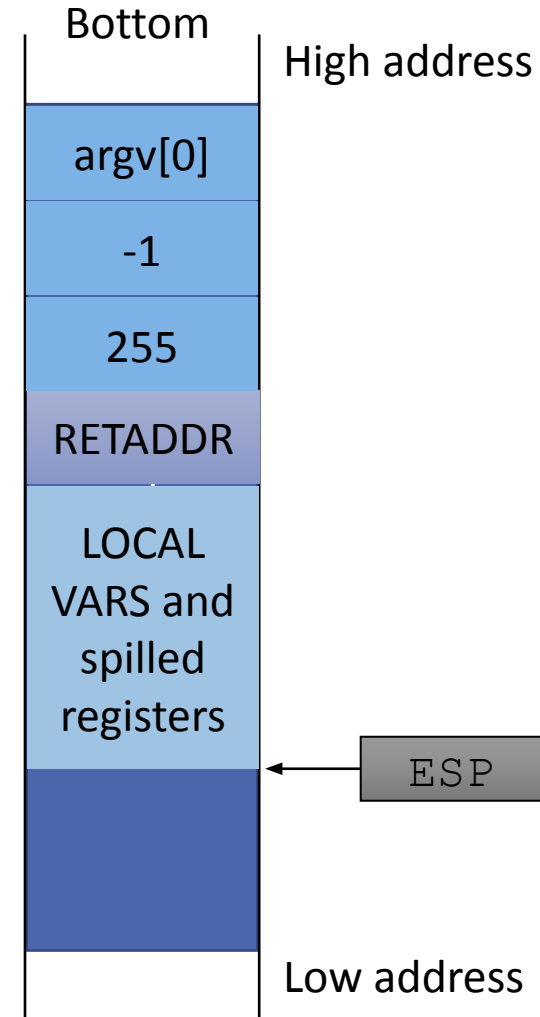 Bottom
High address
argv[0]
-1
255
RETADDR
LOCAL
VARS and
spilled
registers
ESP
Low address